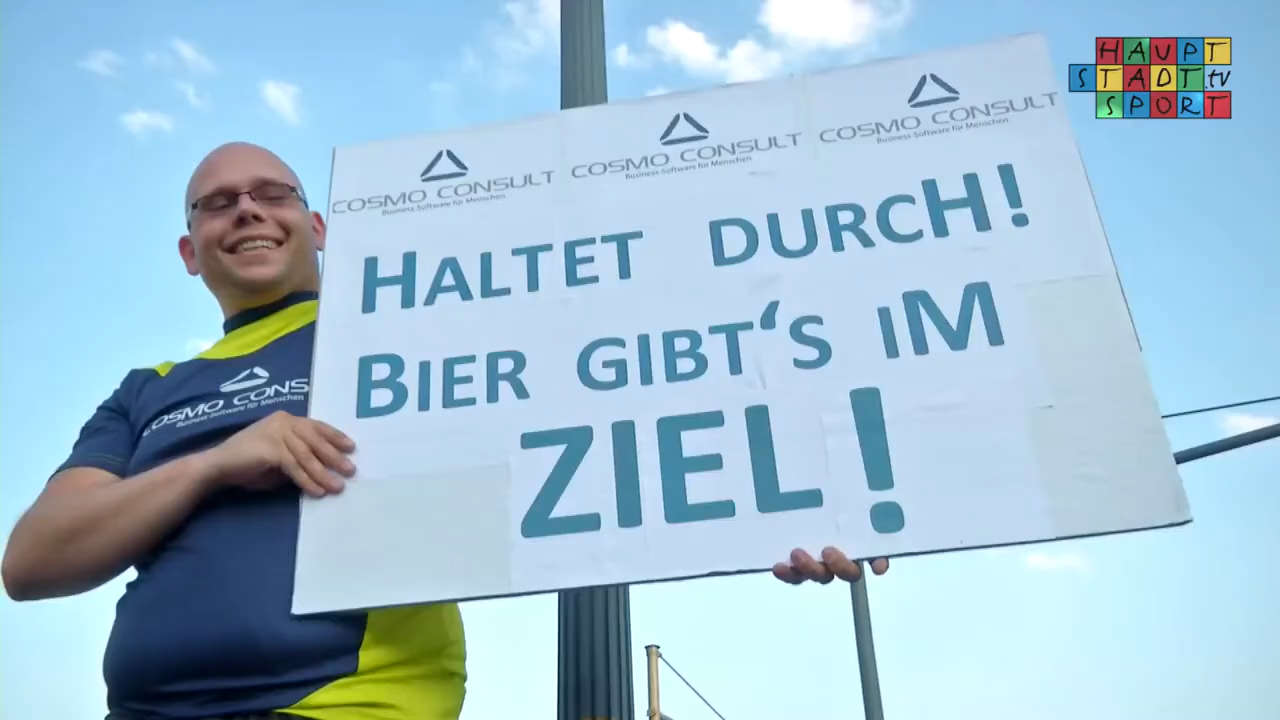 HAUPT
STADT.tv
SPORT
COSMO CONSULT
Business-Software für Menschen
COSMO CONSULT
Business-Software für Menschen
COSMO CONSULT
Business-Software für Menschen
HALTET DURCH!
BIER GIBT‘S IM
ZIEL!
COSMO CONS
Business-Software für Menschen